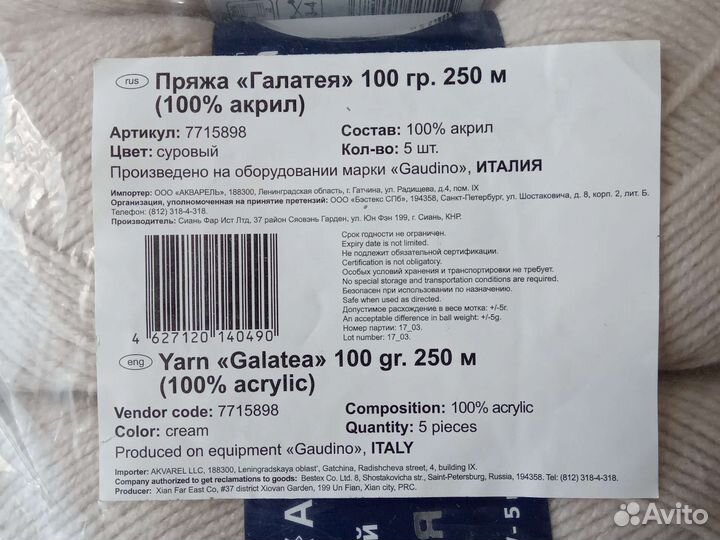 rus Пряжа «Галатея» 100 гр. 250 м
(100% акрил)
Артикул: 7715898 Состав: 100% акрил
Цвет: суровый Кол-во: 5 шт.
Произведено на оборудовании марки «Gaudino», ИТАЛИЯ
Импортер: ООО «АКВАРЕЛЬ», 188300, Ленинградская область, г. Гатчина, ул. Радищева, д.4, пом. IX
Организация, уполномоченная на принятие претензий: ООО «Бэстекс СПб», 194358, Санкт-Петербург, ул. Шостаковича, д. 8, корп. 2, лит. Б.
Телефон: (812) 318-4-318.
Производитель: Сиань Фар Ист Лтд, 37 район Сяовэнь Гарден, ул. Юн Фэн 199, г. Сиань, КНР.
Срок годности не ограничен.
Expiry date is not limited.
Не подлежит обязательной сертификации.
Certification is not obligatory.
Особых условий хранения и транспортировки не требует.
No special storage and transportation conditions are required.
Безопасен при использовании по назначению.
Safe when used as directed.
Допустимое расхождение в весе мотка: +/-5г.
An acceptable difference in ball weight: +/-5g.
Номер партии: 17_03.
Lot number: 17_03.
4 627120 140490
eng Yarn «Galatea» 100 gr. 250 м
(100% acrylic)
Vendor code: 7715898 Composition: 100% acrylic
Color: cream Quantity: 5 pieces
Produced on equipment «Gaudino», ITALY
Importer: AKVAREL LLC, 188300, Leningradskaya oblast', Gatchina, Radishcheva street, 4, building IX.
Company authorized to get reclamations to goods: Bestex Co. Ltd. 8, Shostakovicha str., Saint-Petersburg, Russia, 194358. Tel: (812) 318-4-318.
Producer: Xian Far East Co, #37 district Xiovan Garden, 199 Un Fian, Xian city, PRC.
Avito